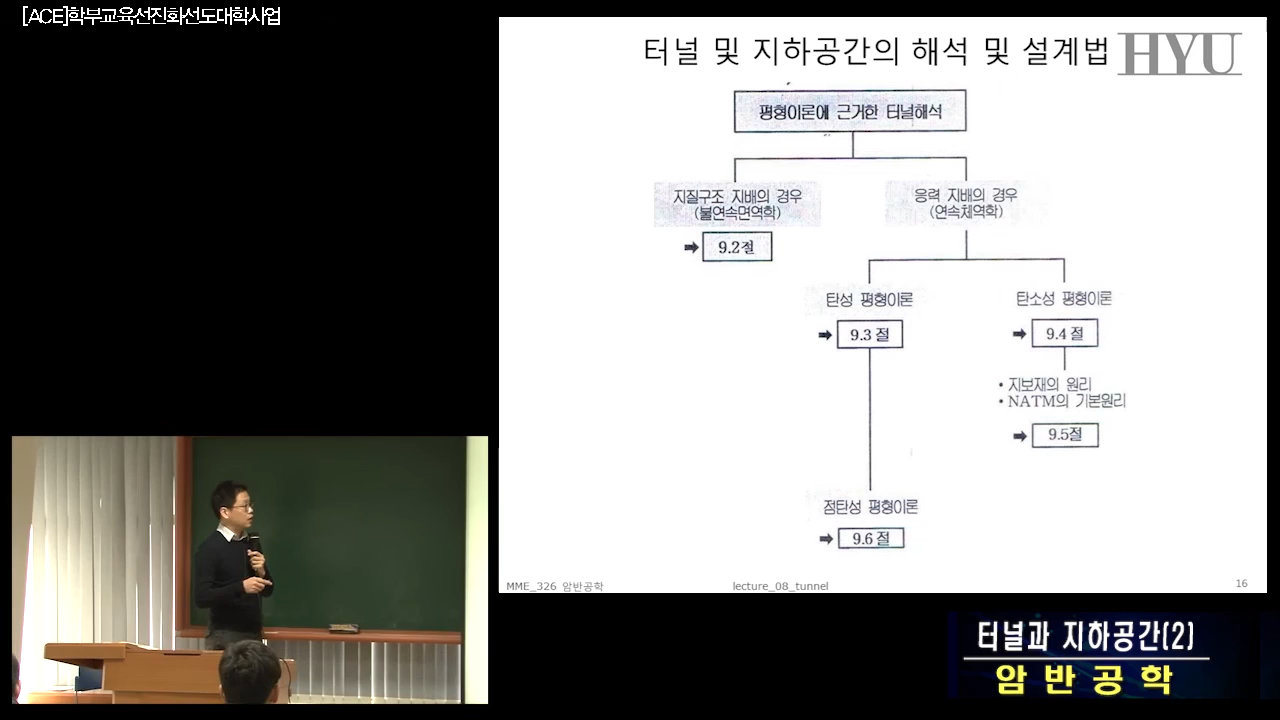 [ACE]학부교육선진화선도대학사업
터널 및 지하공간의 해석 및 설계법
HYU
평형이론에 근거한 터널해석
지질구조 지배의 경우
(불연속면역학)
➡ 9.2절
응력 지배의 경우
(연속체역학)
탄성 평형이론
➡ 9.3 절
탄소성 평형이론
➡ 9.4 절
• 지보재의 원리
• NATM의 기본원리
➡ 9.5절
점탄성 평형이론
➡ 9.6 절
MME_326 암반공학
lecture_08_tunnel
16
터널과 지하공간(2)
암반공학